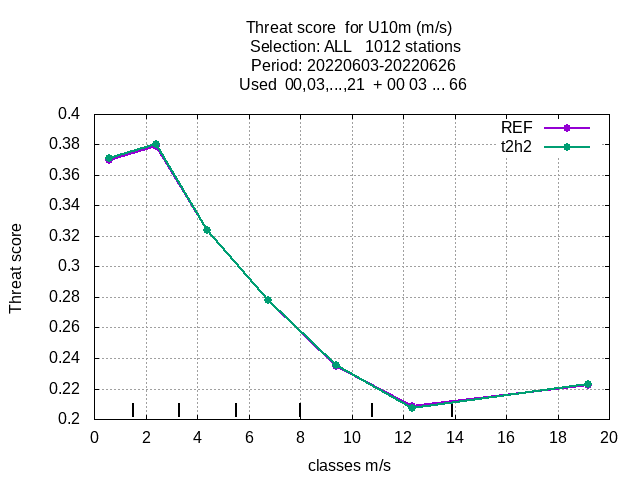 Threat score  for U10m (m/s)
Selection: ALL   1012 stations
Period: 20220603-20220626
Used  00,03,...,21  + 00 03 ... 66
REF
t2h2
Threat score
0.4
0.38
0.36
0.34
0.32
0.3
0.28
0.26
0.24
0.22
0.2
0 2 4 6 8 10 12 14 16 18 20
classes m/s